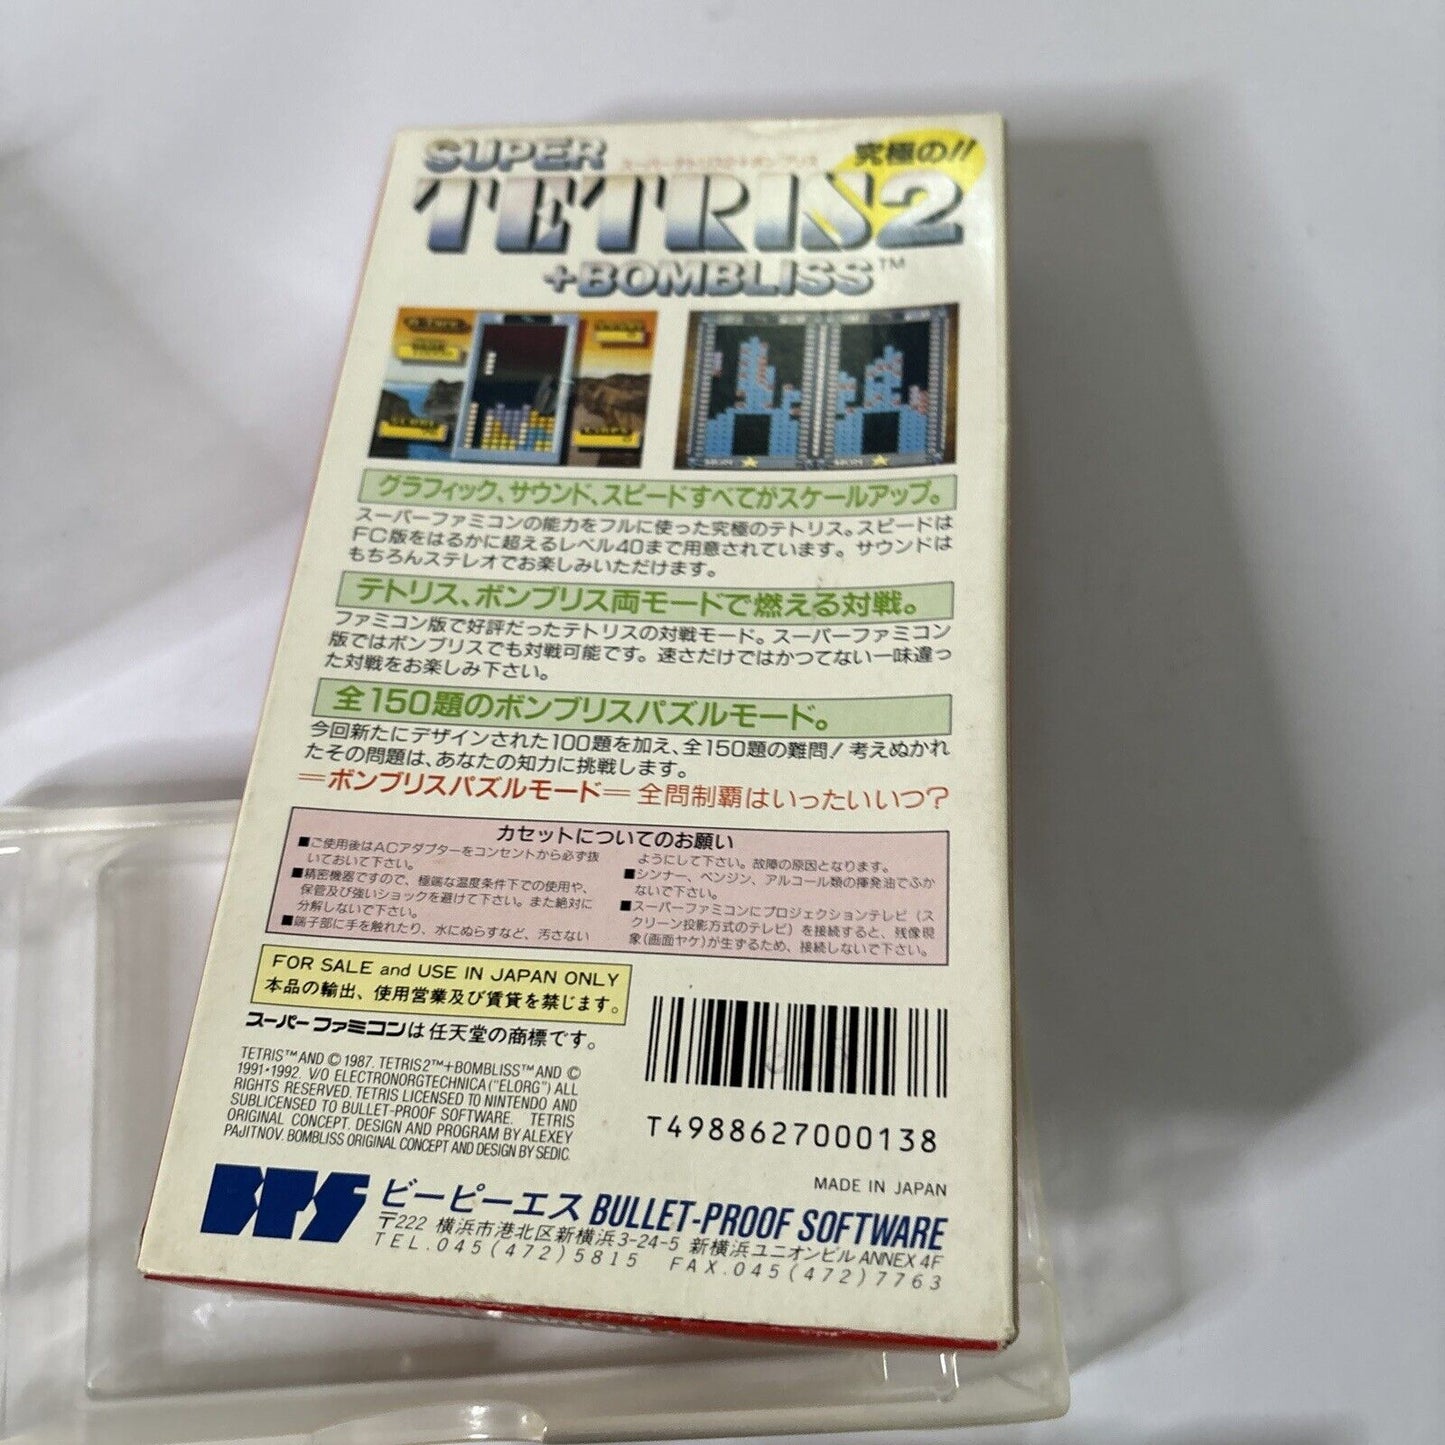 SUPER
スーパーテトリス2+ボンブリス
究極の!!
TETRIS2
+BOMBLISS™
グラフィック、サウンド、スピードすべてがスケールアップ。
スーパーファミコンの能力をフルに使った究極のテトリス。スピードは
FC版をはるかに超えるレベル40まで用意されています。サウンドは
もちろんステレオでお楽しみいただけます。
テトリス、ボンブリス両モードで燃える対戦。
ファミコン版で好評だったテトリスの対戦モード。スーパーファミコン
版ではボンブリスでも対戦可能です。速さだけではかつてない一味違っ
た対戦をお楽しみ下さい。
全150題のボンブリスパズルモード。
今回新たにデザインされた100題を加え、全150題の難問!考えぬかれ
たその問題は、あなたの知力に挑戦します。
=ボンブリスパズルモード=全問制覇はいったいいつ?
カセットについてのお願い
■ご使用後はACアダプターをコンセントから必ず抜
いておいて下さい。
■精密機器ですので、極端な温度条件下での使用や、
保管及び強いショックを避けて下さい。また絶対に
分解しないで下さい。
■端子部に手を触れたり、水にぬらすなど、汚さない
ようにして下さい。故障の原因となります。
■シンナー、ベンジン、アルコール類の揮発油でふか
ないで下さい。
■スーパーファミコンにプロジェクションテレビ(ス
クリーン投影方式のテレビ)を接続すると、残像現
象(画面ヤケ)が生ずるため、接続しないで下さい。
FOR SALE and USE IN JAPAN ONLY
本品の輸出、使用営業及び賃貸を禁じます。
スーパーファミコンは任天堂の商標です。
TETRIS™AND ©1987. TETRIS2™+BOMBLISS™AND ©
1991・1992. V/O ELECTRONORGTECHNICA("ELORG") ALL
RIGHTS RESERVED. TETRIS LICENSED TO NINTENDO AND
SUBLICENSED TO BULLET-PROOF SOFTWARE. TETRIS
ORIGINAL CONCEPT. DESIGN AND PROGRAM BY ALEXEY
PAJITNOV. BOMBLISS ORIGINAL CONCEPT AND DESIGN BY SEDIC.
T4988627000138
MADE IN JAPAN
BPS ビーピーエス BULLET-PROOF SOFTWARE
〒222 横浜市港北区新横浜3-24-5 新横浜ユニオンビル ANNEX 4F
TEL.045(472)5815 FAX.045(472)7763